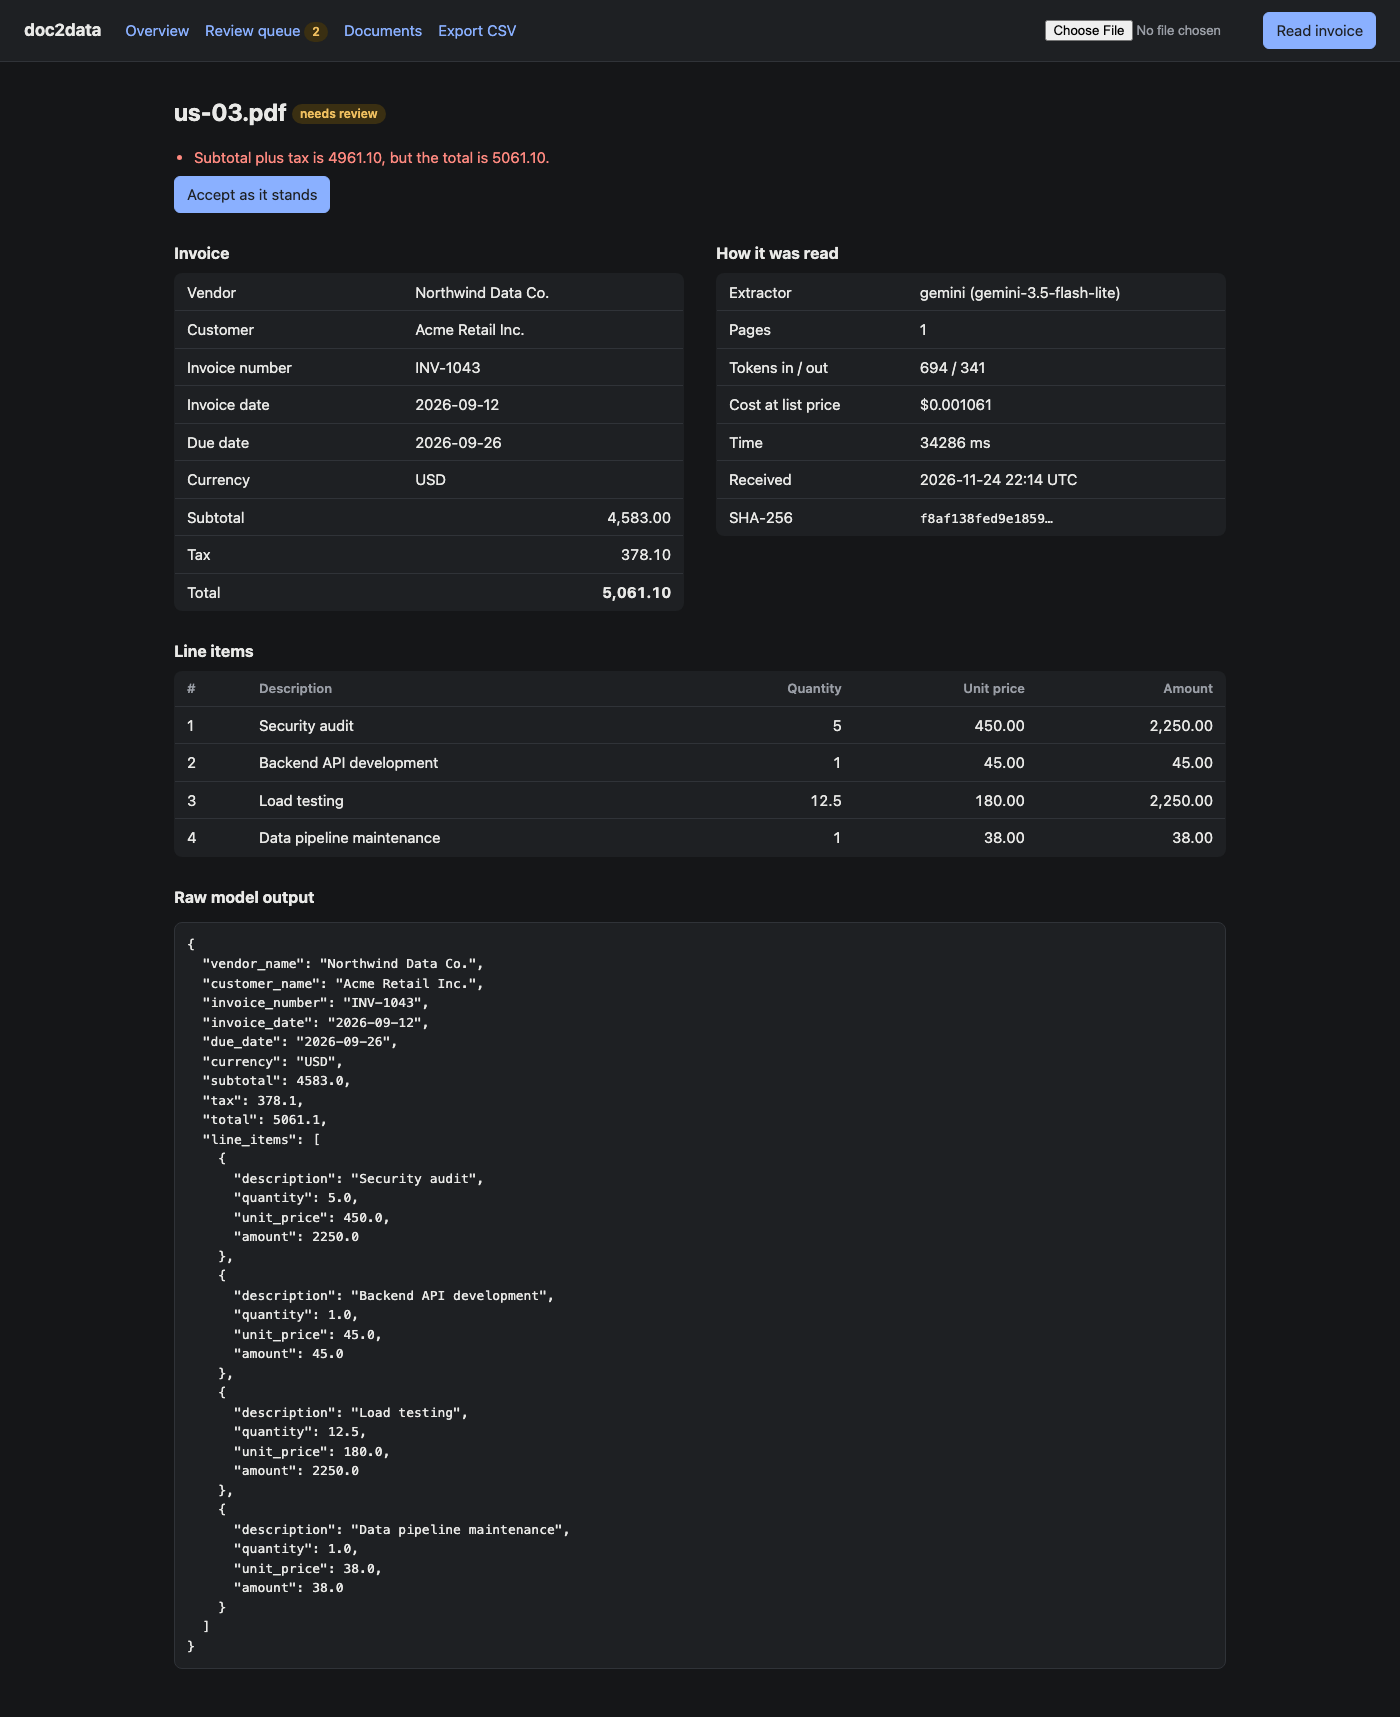 doc2data Overview Review queue 2 Documents Export CSV Choose File No file chosen Read invoice
us-03.pdf needs review
• Subtotal plus tax is 4961.10, but the total is 5061.10.
Accept as it stands
Invoice
Vendor Northwind Data Co.
Customer Acme Retail Inc.
Invoice number INV-1043
Invoice date 2026-09-12
Due date 2026-09-26
Currency USD
Subtotal 4,583.00
Tax 378.10
Total 5,061.10
How it was read
Extractor gemini (gemini-3.5-flash-lite)
Pages 1
Tokens in / out 694 / 341
Cost at list price $0.001061
Time 34286 ms
Received 2026-11-24 22:14 UTC
SHA-256 f8af138fed9e1859…
Line items
# Description Quantity Unit price Amount
1 Security audit 5 450.00 2,250.00
2 Backend API development 1 45.00 45.00
3 Load testing 12.5 180.00 2,250.00
4 Data pipeline maintenance 1 38.00 38.00
Raw model output
{
"vendor_name": "Northwind Data Co.",
"customer_name": "Acme Retail Inc.",
"invoice_number": "INV-1043",
"invoice_date": "2026-09-12",
"due_date": "2026-09-26",
"currency": "USD",
"subtotal": 4583.0,
"tax": 378.1,
"total": 5061.1,
"line_items": [
{
"description": "Security audit",
"quantity": 5.0,
"unit_price": 450.0,
"amount": 2250.0
},
{
"description": "Backend API development",
"quantity": 1.0,
"unit_price": 45.0,
"amount": 45.0
},
{
"description": "Load testing",
"quantity": 12.5,
"unit_price": 180.0,
"amount": 2250.0
},
{
"description": "Data pipeline maintenance",
"quantity": 1.0,
"unit_price": 38.0,
"amount": 38.0
}
]
}